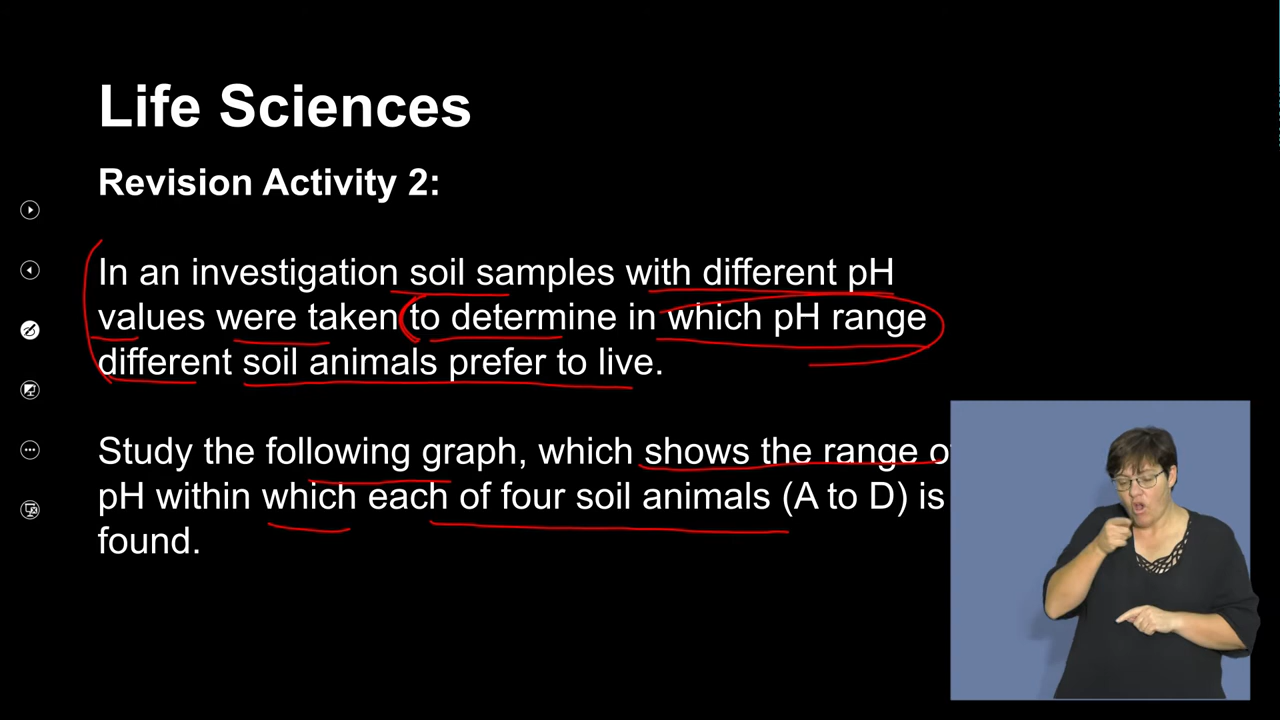 Life Sciences
Revision Activity 2:
In an investigation soil samples with different pH
values were taken to determine in which pH range
different soil animals prefer to live.
Study the following graph, which shows the range of
pH within which each of four soil animals (A to D) is
found.